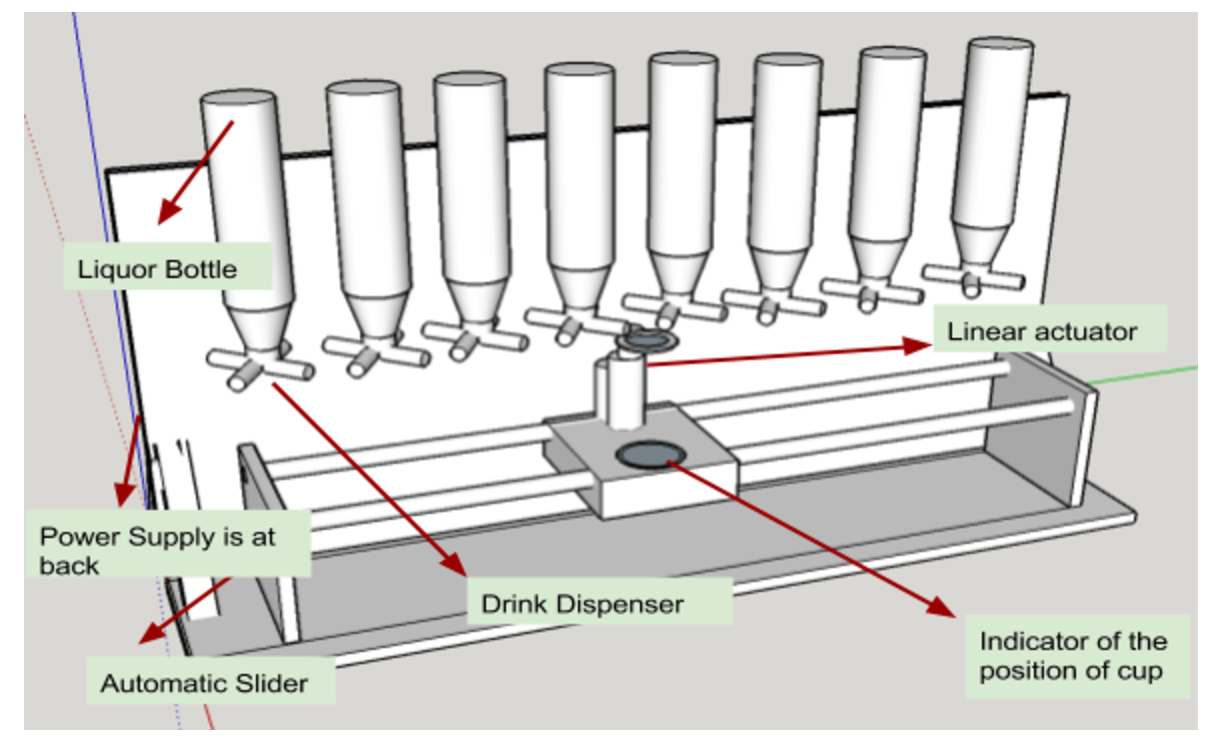 Liquor Bottle
Linear actuator
Power Supply is at
back
Drink Dispenser
Indicator of the
position of cup
Automatic Slider